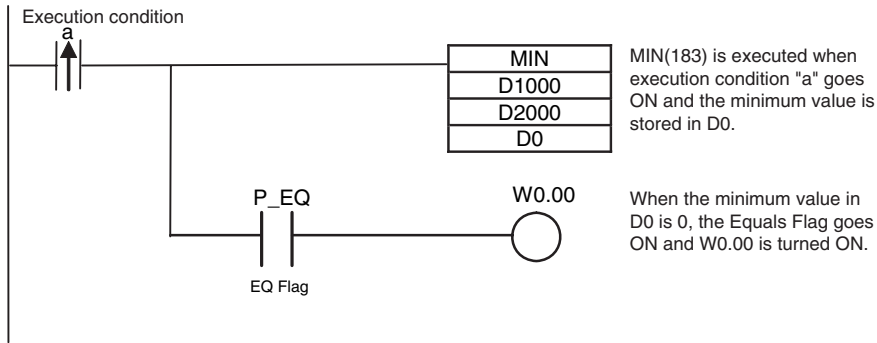 Execution condition
a
MIN
D1000
D2000
D0
MIN(183) is executed when
execution condition "a" goes
ON and the minimum value is
stored in D0.
P_EQ
EQ Flag
W0.00
When the minimum value in
D0 is 0, the Equals Flag goes
ON and W0.00 is turned ON.